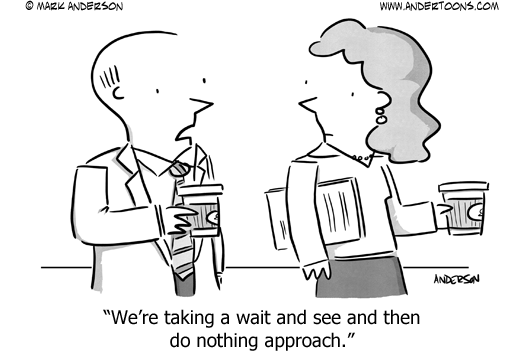 © MARK ANDERSON
WWW.ANDERTOONS.COM
ANDERSON
“We’re taking a wait and see and then
do nothing approach.”